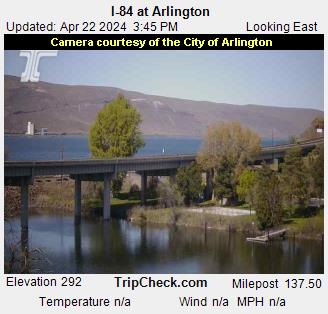 I-84 at Arlington
Updated: Apr 22 2024 3:45 PM Looking East
Camera courtesy of the City of Arlington
Elevation 292 TripCheck.com Milepost 137.50
Temperature n/a Wind n/a MPH n/a